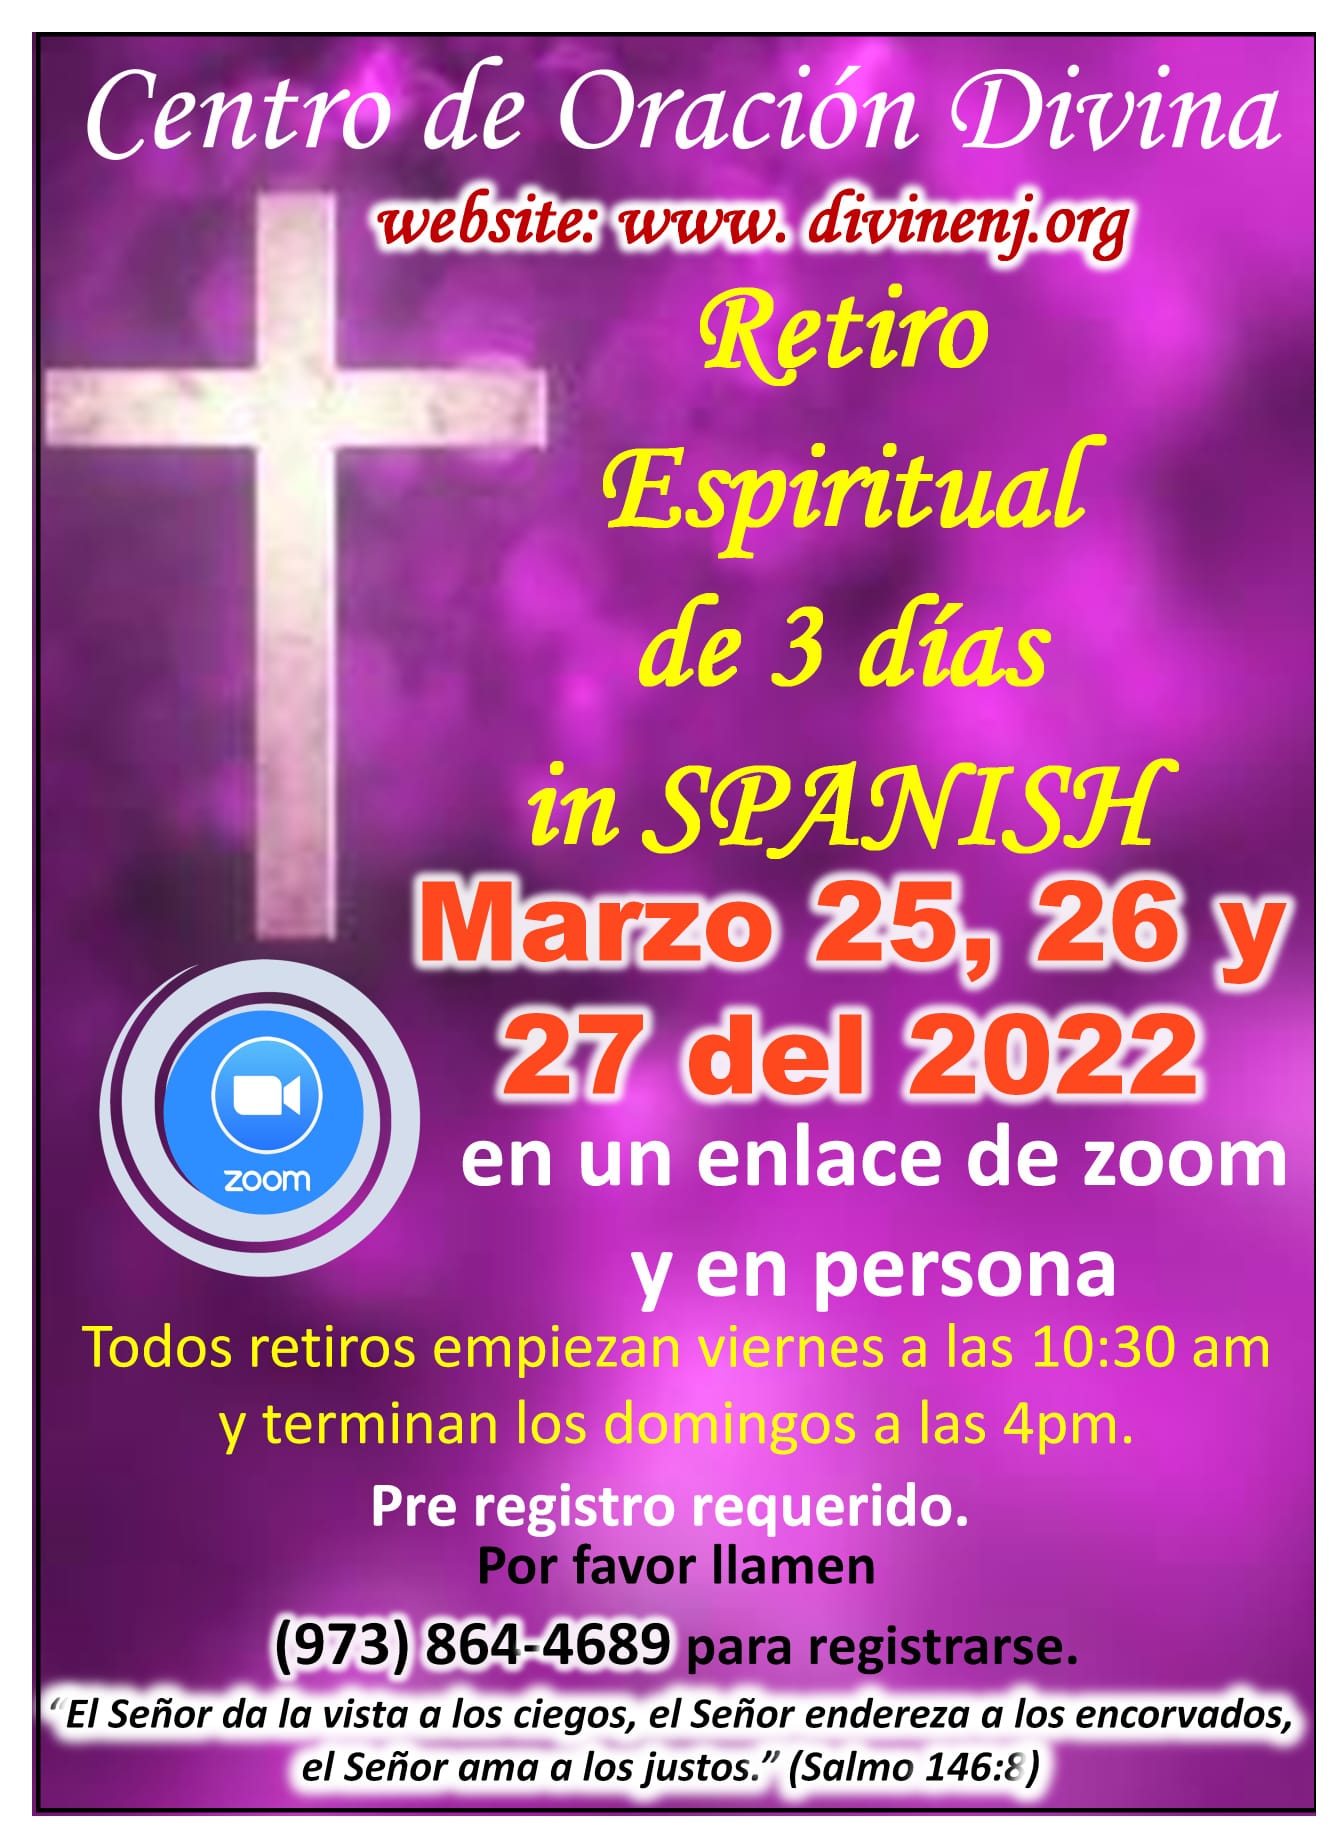 Centro de Oración Divina
website: www. divinenj.org
Retiro
Espiritual
de 3 días
in SPANISH
Marzo 25, 26 y
27 del 2022
zoom
en un enlace de zoom
y en persona
Todos retiros empiezan viernes a las 10:30 am
y terminan los domingos a las 4pm.
Pre registro requerido.
Por favor llamen
(973) 864-4689 para registrarse.
“El Señor da la vista a los ciegos, el Señor endereza a los encorvados,
el Señor ama a los justos.” (Salmo 146:8)